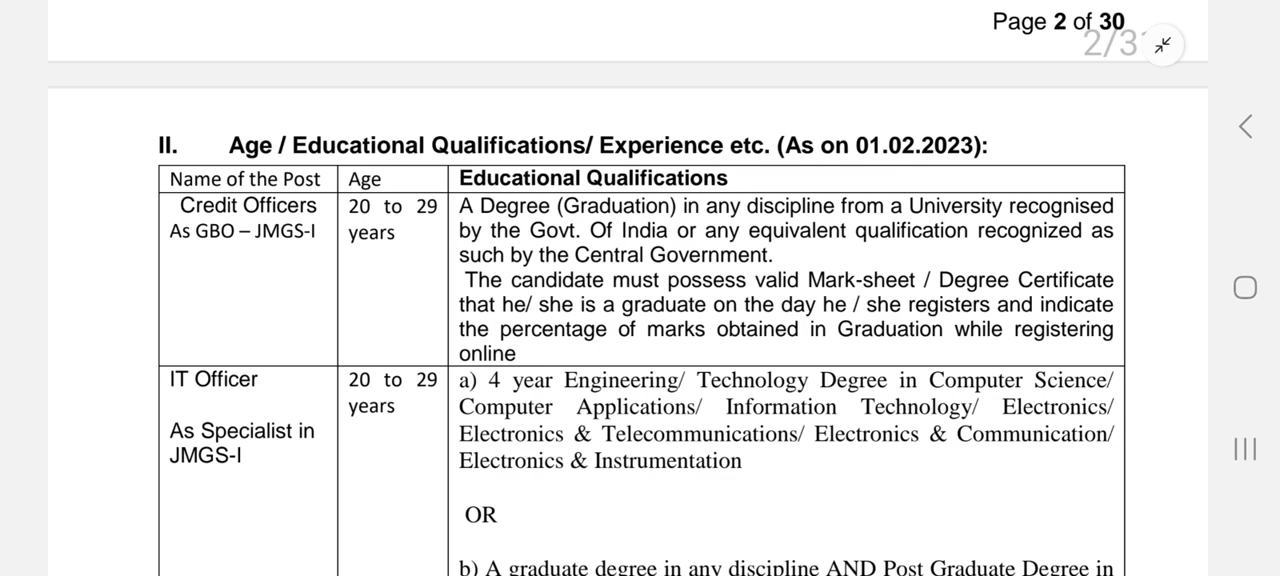 Page 2 of 30
2/31
II. Age / Educational Qualifications/ Experience etc. (As on 01.02.2023):
Name of the Post Age Educational Qualifications
Credit Officers
As GBO – JMGS-I
20 to 29
years
A Degree (Graduation) in any discipline from a University recognised
by the Govt. Of India or any equivalent qualification recognized as
such by the Central Government.
The candidate must possess valid Mark-sheet / Degree Certificate
that he/ she is a graduate on the day he / she registers and indicate
the percentage of marks obtained in Graduation while registering
online
IT Officer
As Specialist in
JMGS-I
20 to 29
years
a) 4 year Engineering/ Technology Degree in Computer Science/
Computer Applications/ Information Technology/ Electronics/
Electronics & Telecommunications/ Electronics & Communication/
Electronics & Instrumentation
OR
b) A graduate degree in any discipline AND Post Graduate Degree in